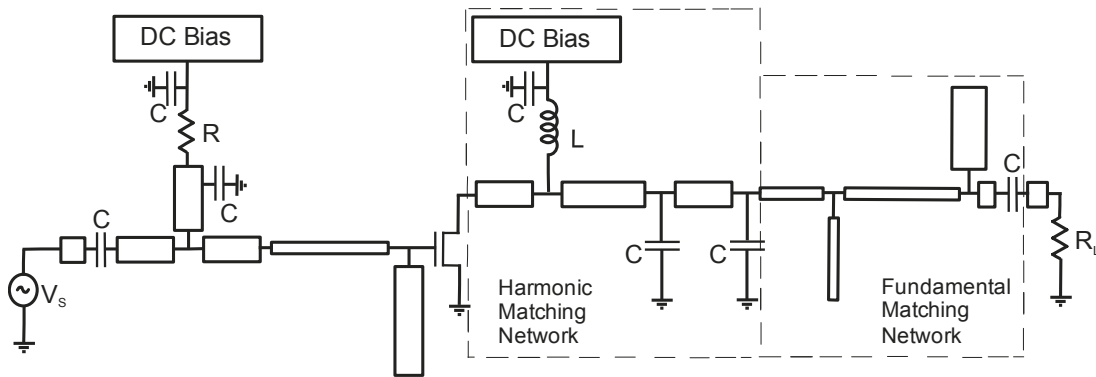 DC Bias
DC Bias
C
C
R
L
C
C
C
C
C
V_S
R_L
Harmonic
Matching
Network
Fundamental
Matching
Network